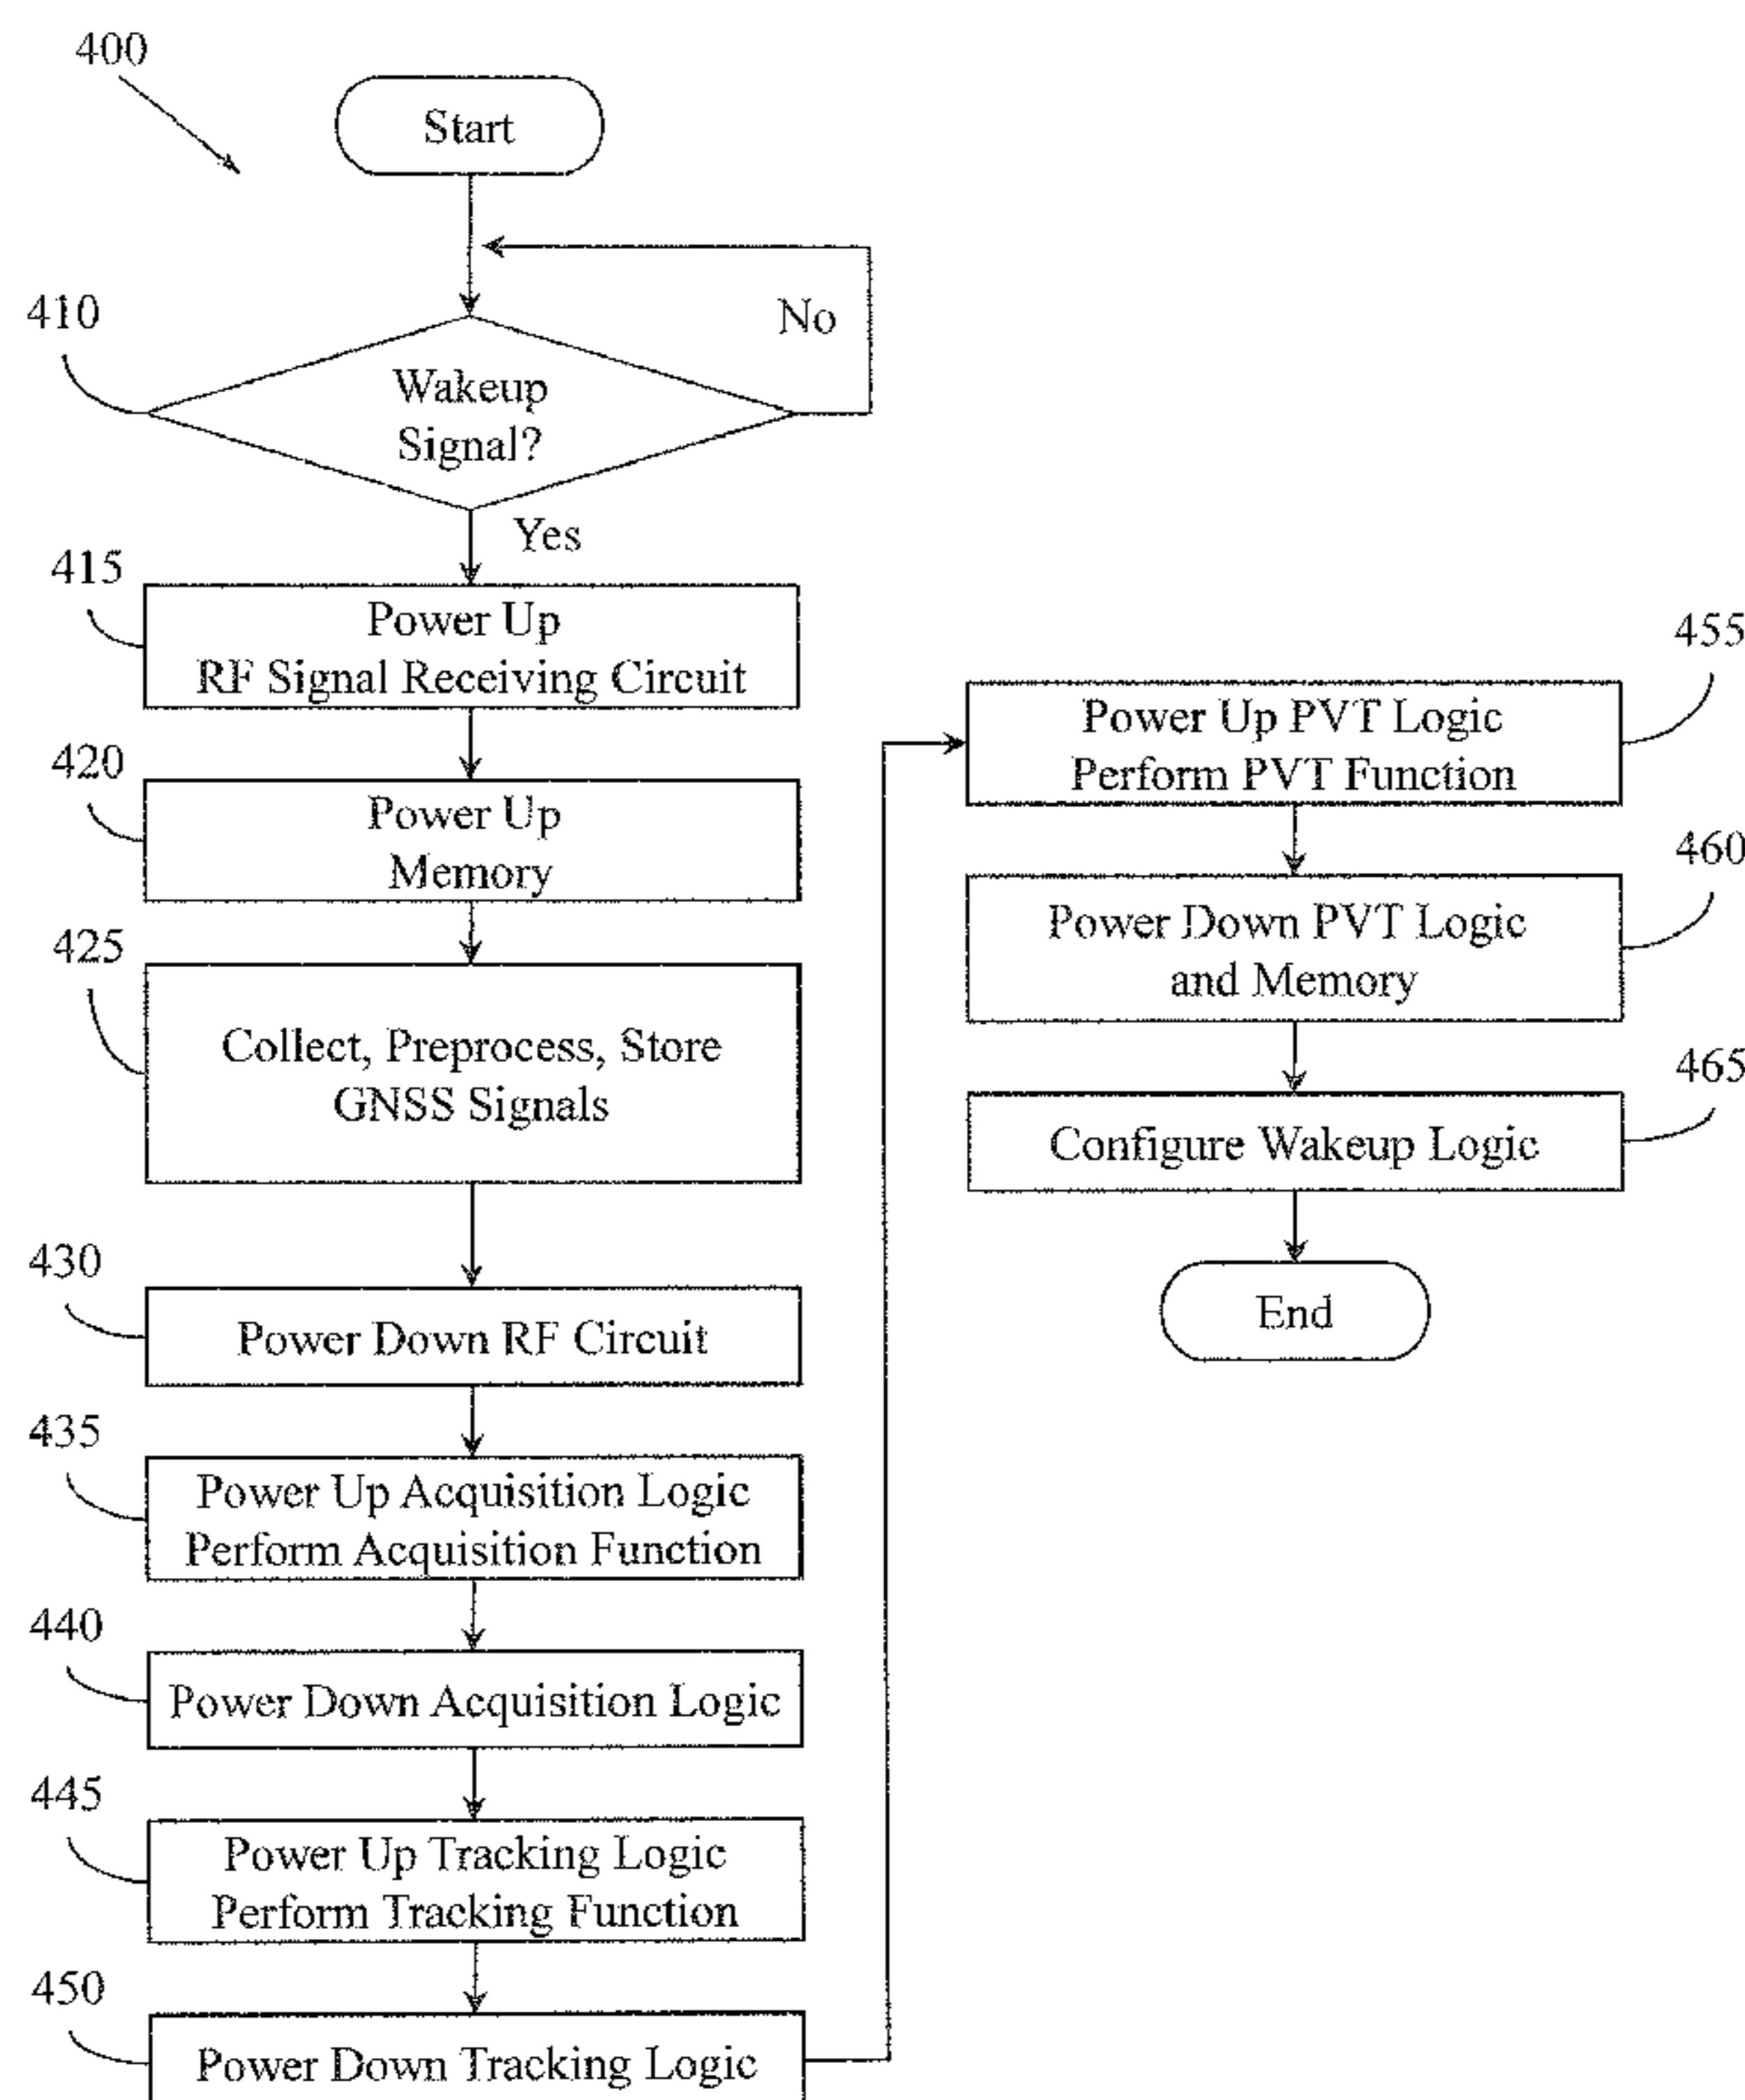 400
Start
No
410
Wakeup
Signal?
Yes
415
Power Up
RF Signal Receiving Circuit
420
Power Up
Memory
425
Collect, Preprocess, Store
GNSS Signals
430
Power Down RF Circuit
435
Power Up Acquisition Logic
Perform Acquisition Function
440
Power Down Acquisition Logic
445
Power Up Tracking Logic
Perform Tracking Function
450
Power Down Tracking Logic
455
Power Up PVT Logic
Perform PVT Function
460
Power Down PVT Logic
and Memory
465
Configure Wakeup Logic
End